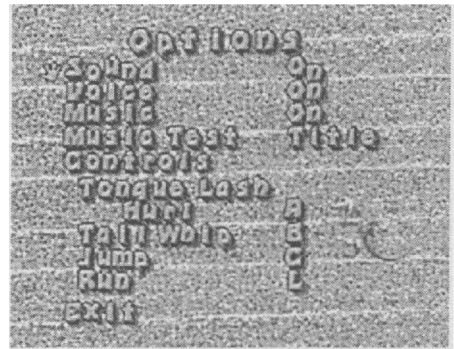 Options
Sound On
Voice On
Music On
Music Test Title
Controls
Tongue Lash
Hurl A
Tail Whip B
Jump C
Run L
Exit